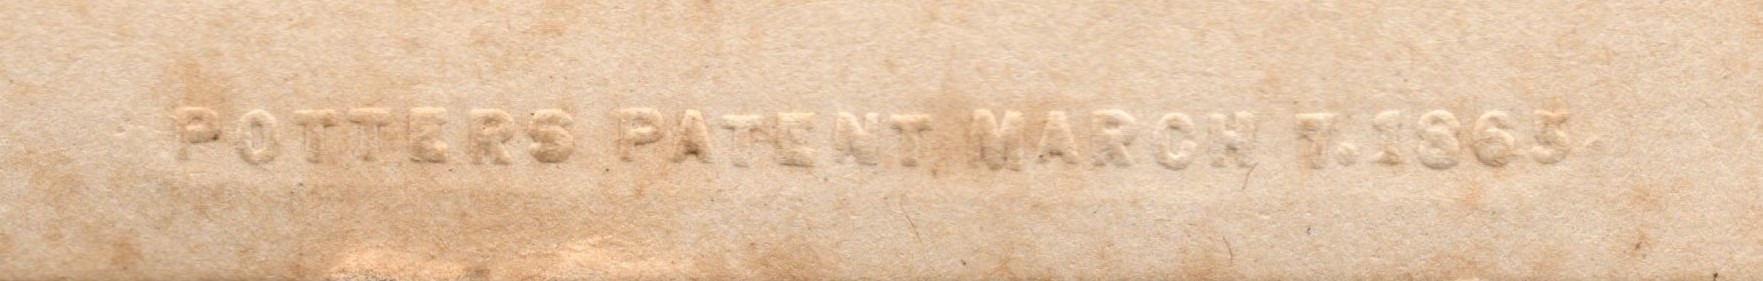 POTTERS PATENT MARCH 7.1865